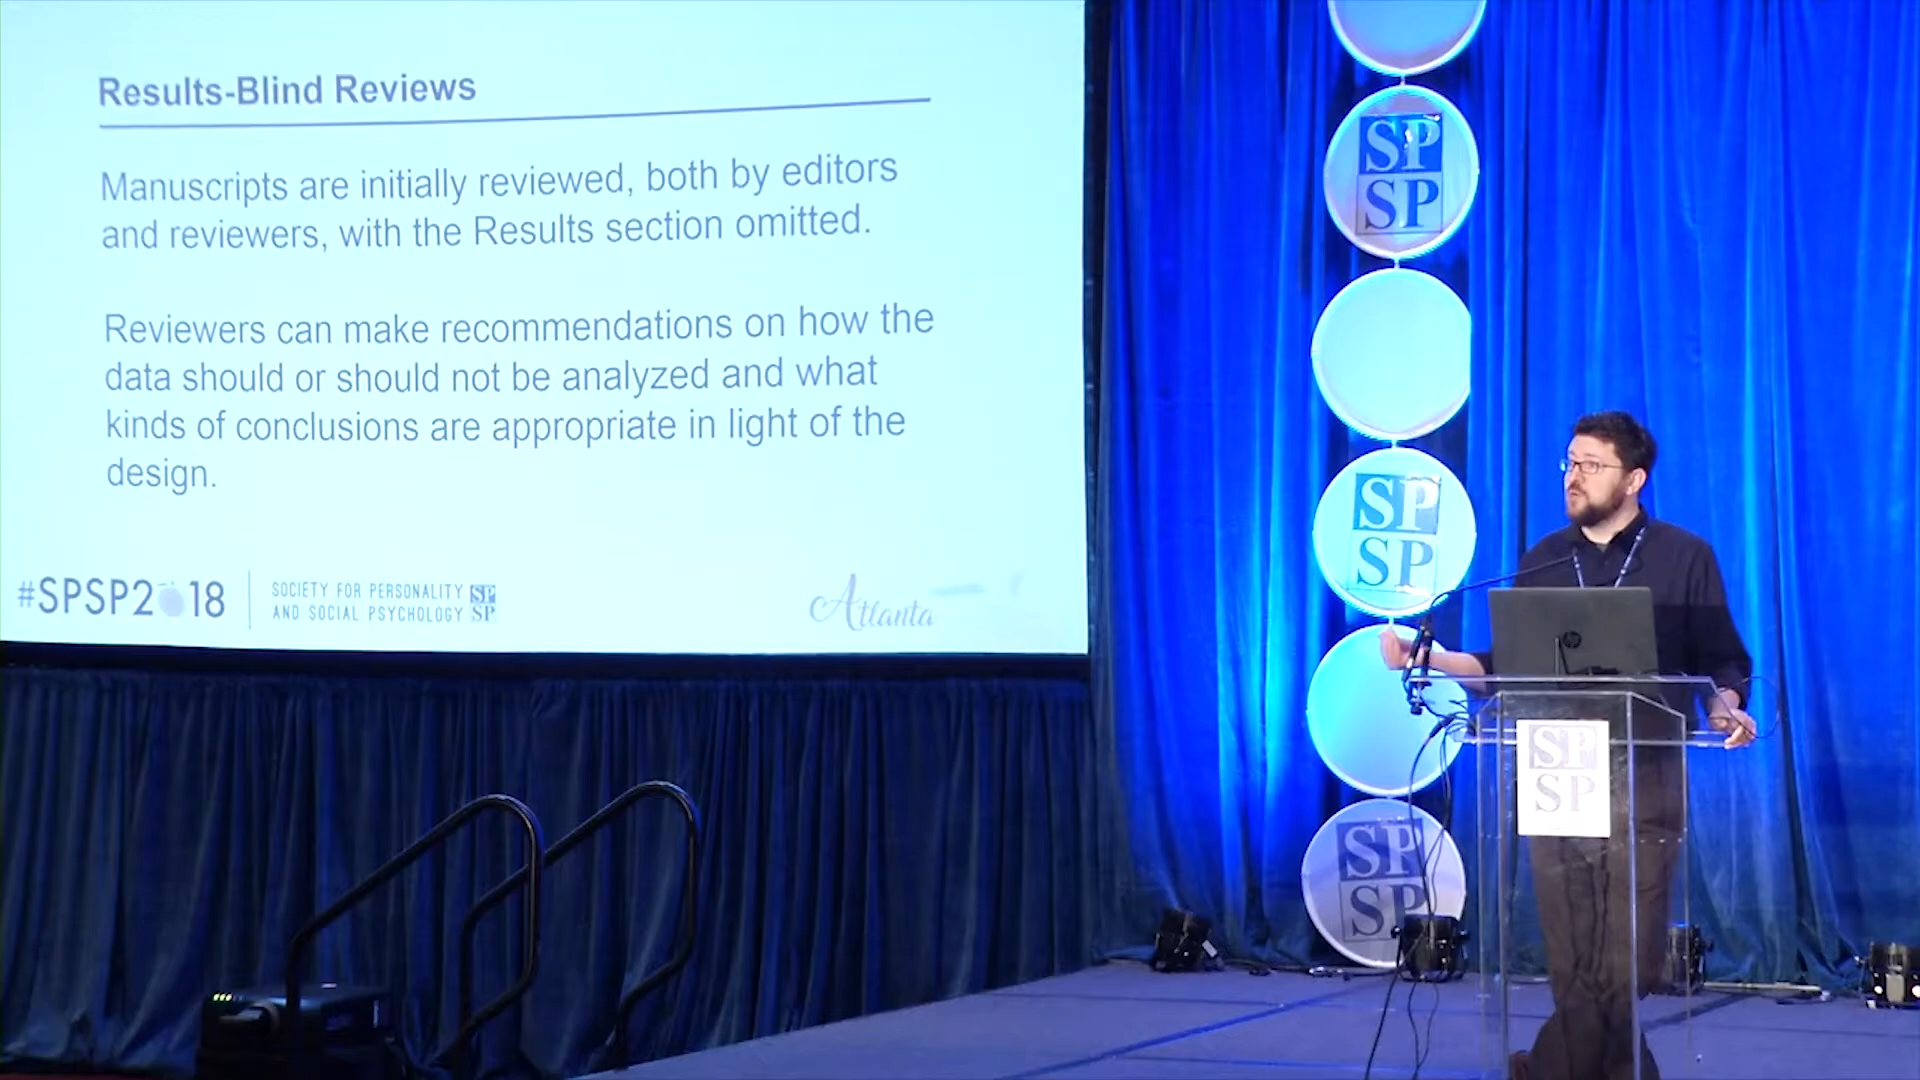 Results-Blind Reviews
Manuscripts are initially reviewed, both by editors
and reviewers, with the Results section omitted.
Reviewers can make recommendations on how the
data should or should not be analyzed and what
kinds of conclusions are appropriate in light of the
design.
#SPSP2018
SOCIETY FOR PERSONALITY
AND SOCIAL PSYCHOLOGY
SP
SP
Atlanta
SP
SP
SP
SP
SP
SP
SP
SP
hp